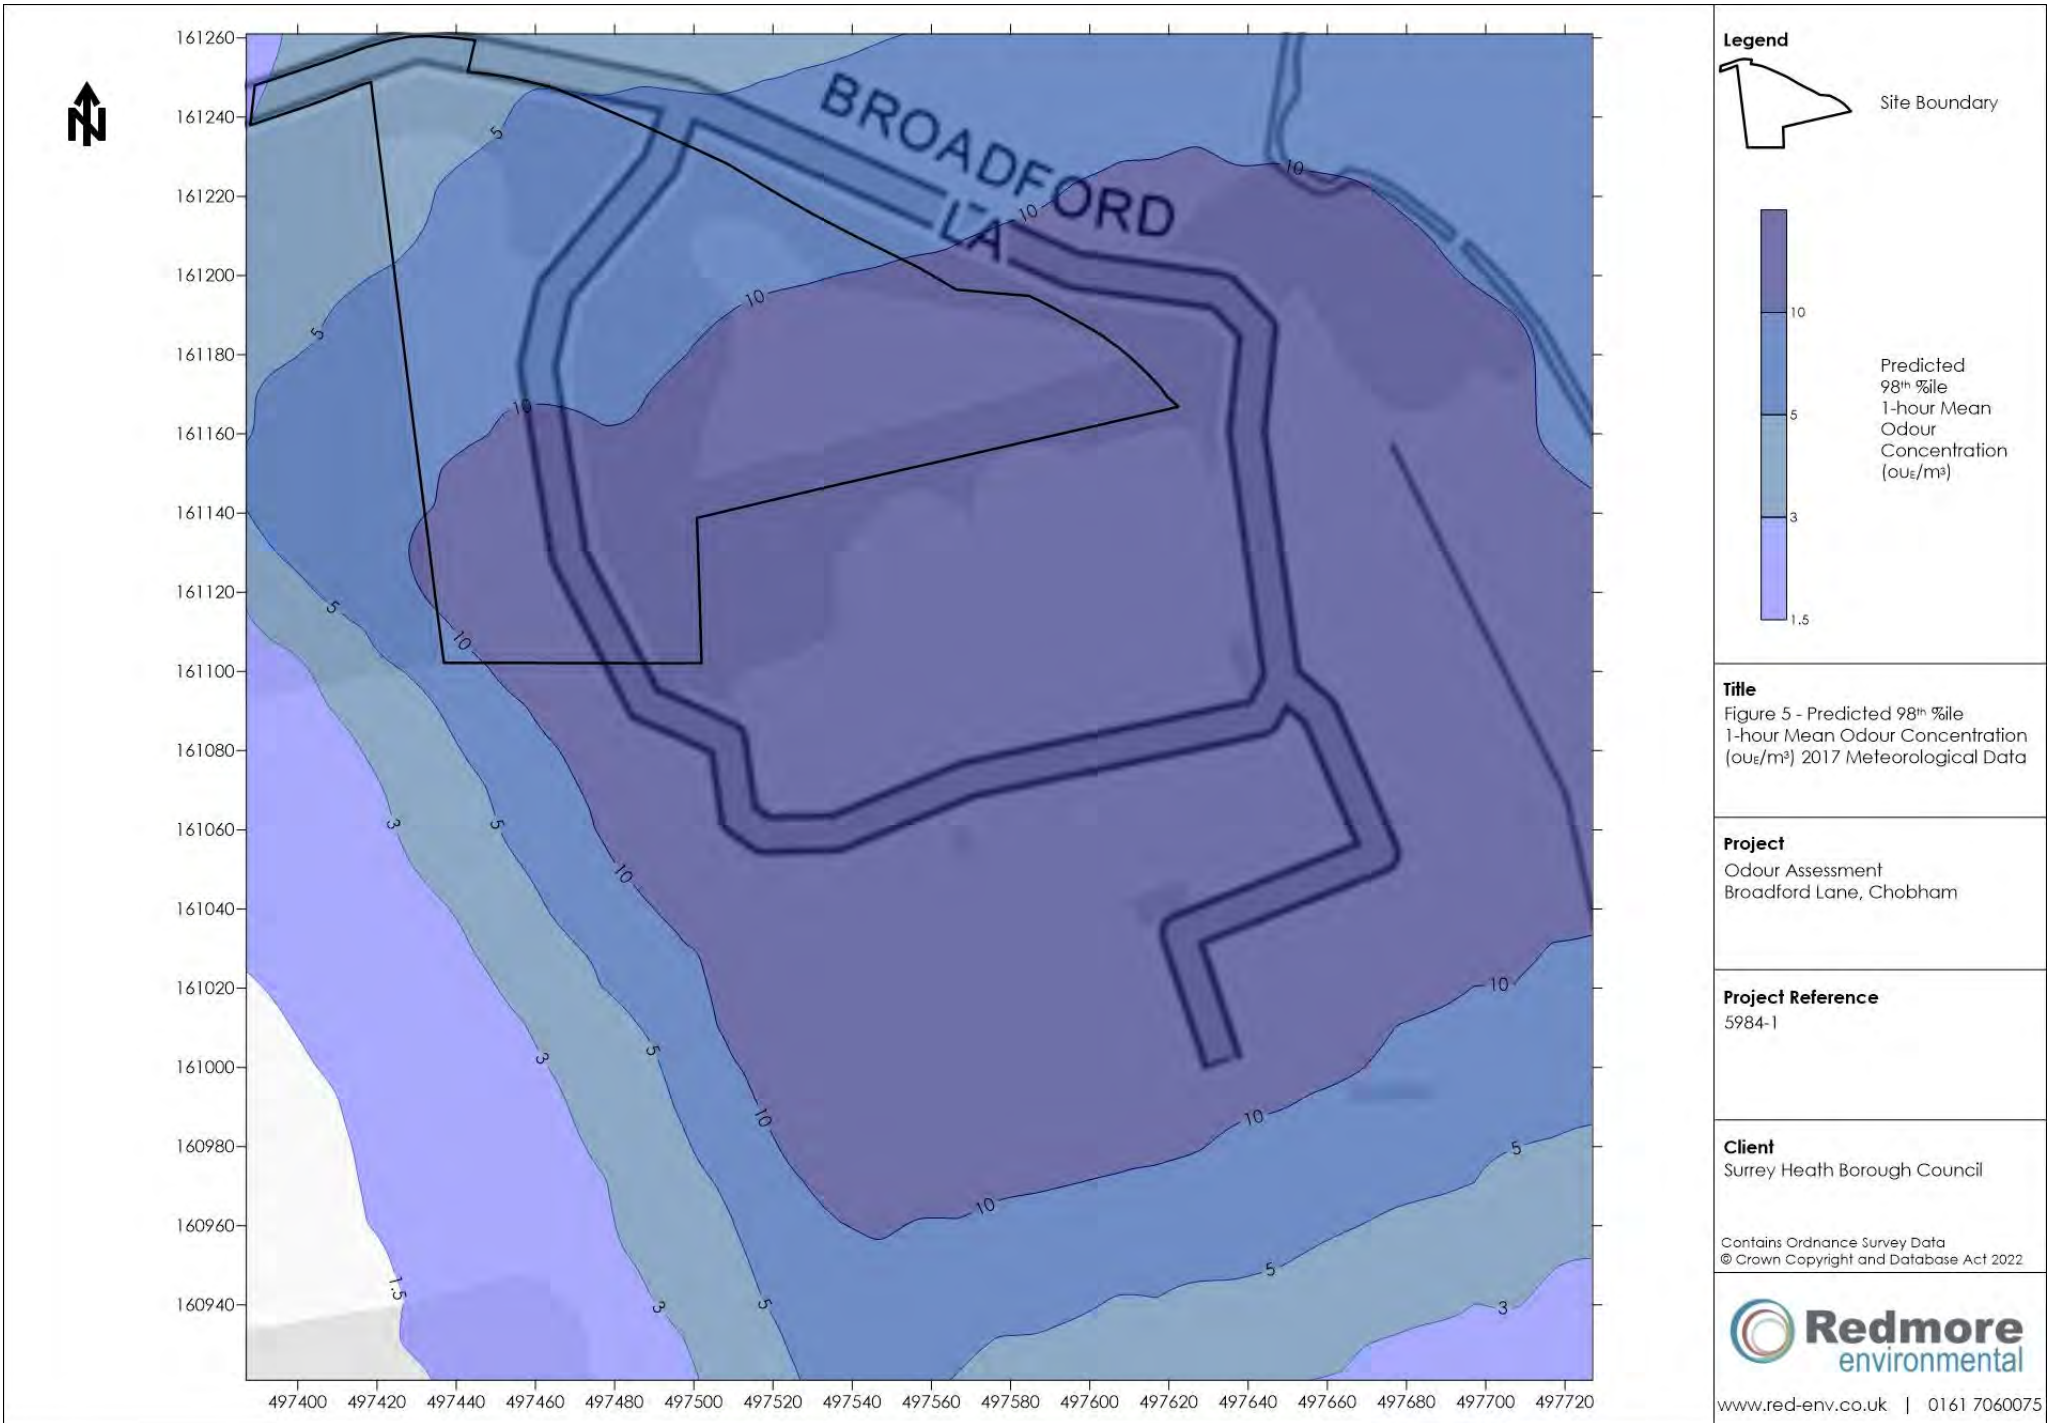 161260
161240
161220
161200
161180
161160
161140
161120
161100
161080
161060
161040
161020
161000
160980
160960
160940
497400 497420 497440 497460 497480 497500 497520 497540 497560 497580 497600 497620 497640 497660 497680 497700 497720
N
BROADFORD
LA
5
10
10
5
10
10
5
10
3
5
10
10
3
5
10
10
5
10
1.5
3
5
5
3
Legend
Site Boundary
10
5
3
1.5
Predicted
98th %ile
1-hour Mean
Odour
Concentration
(ouE/m³)
Title
Figure 5 - Predicted 98th %ile
1-hour Mean Odour Concentration
(ouE/m³) 2017 Meteorological Data
Project
Odour Assessment
Broadford Lane, Chobham
Project Reference
5984-1
Client
Surrey Heath Borough Council
Contains Ordnance Survey Data
© Crown Copyright and Database Act 2022
Redmore
environmental
www.red-env.co.uk | 0161 7060075